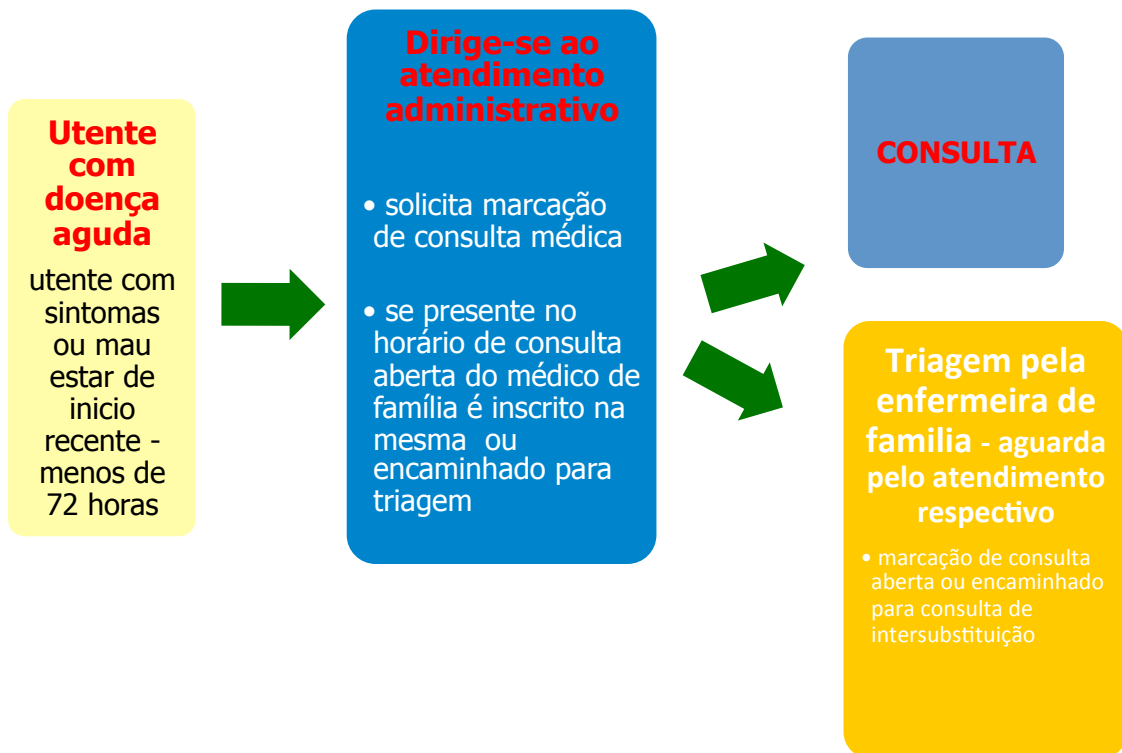 Utente
com
doença
aguda
utente com
sintomas
ou mau
estar de
inicio
recente -
menos de
72 horas
Dirige-se ao
atendimento
administrativo
• solicita marcação
de consulta médica
• se presente no
horário de consulta
aberta do médico de
família é inscrito na
mesma ou
encaminhado para
triagem
CONSULTA
Triagem pela
enfermeira de
familia - aguarda
pelo atendimento
respectivo
• marcação de consulta
aberta ou encaminhado
para consulta de
intersubstituição